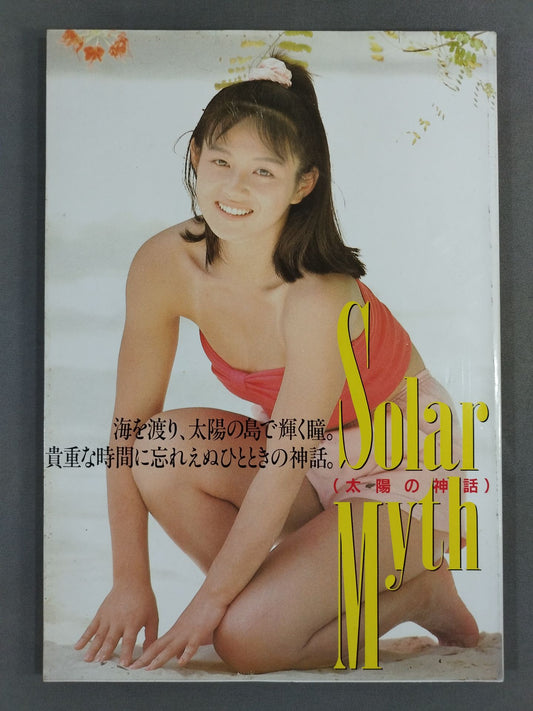 海を渡り、太陽の島で輝く瞳。
貴重な時間に忘れえぬひとときの神話。
Solar
(太陽の神話)
Myth